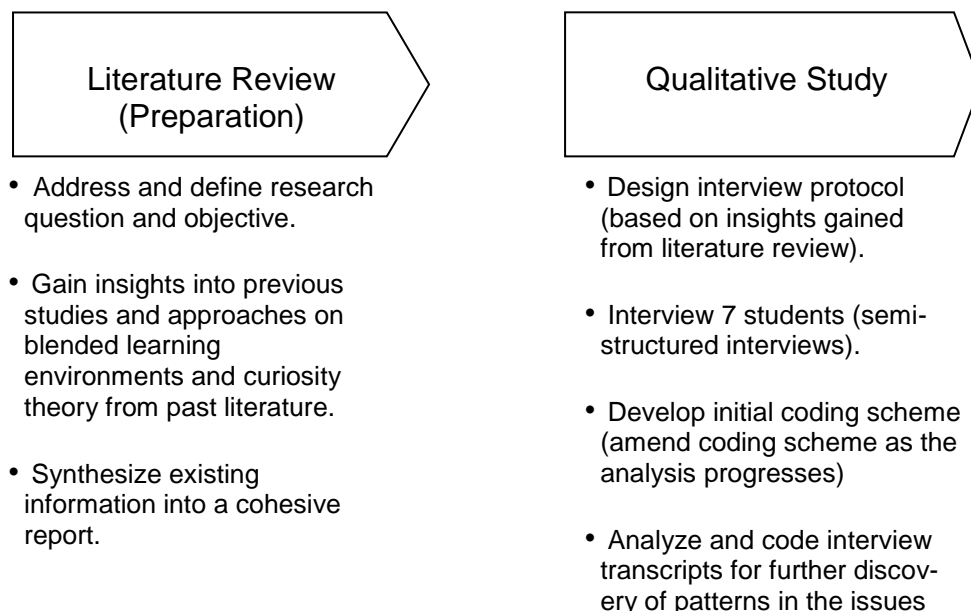 Literature Review
(Preparation)
• Address and define research
question and objective.
• Gain insights into previous
studies and approaches on
blended learning
environments and curiosity
theory from past literature.
• Synthesize existing
information into a cohesive
report.
Qualitative Study
• Design interview protocol
(based on insights gained
from literature review).
• Interview 7 students (semi-
structured interviews).
• Develop initial coding scheme
(amend coding scheme as the
analysis progresses)
• Analyze and code interview
transcripts for further discov-
ery of patterns in the issues